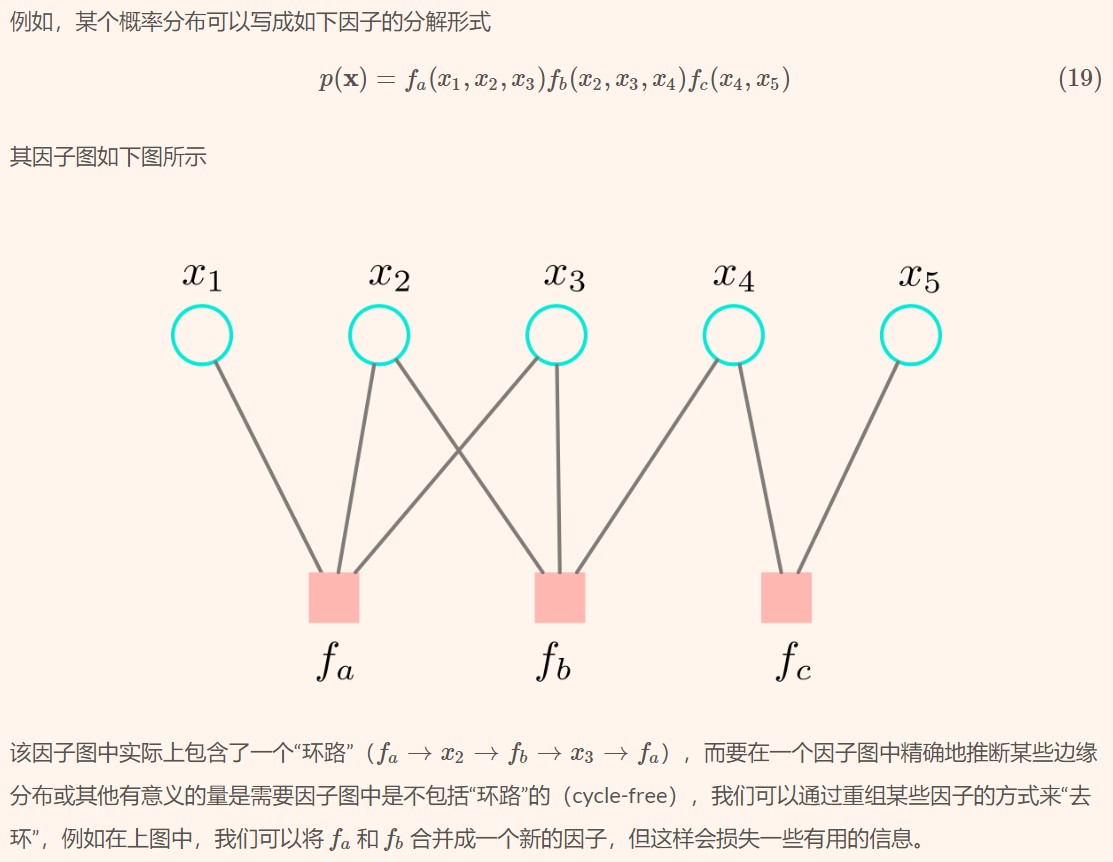 例如，某个概率分布可以写成如下因子的分解形式
p(x) = f_a(x_1, x_2, x_3)f_b(x_2, x_3, x_4)f_c(x_4, x_5) (19)
其因子图如下图所示
x_1 x_2 x_3 x_4 x_5
f_a f_b f_c
该因子图中实际上包含了一个“环路”（f_a → x_2 → f_b → x_3 → f_a），而要在一个因子图中精确地推断某些边缘
分布或其他有意义的量是需要因子图中是不包括“环路”的（cycle-free），我们可以通过重组某些因子的方式来“去
环”，例如在上图中，我们可以将 f_a 和 f_b 合并成一个新的因子，但这样会损失一些有用的信息。